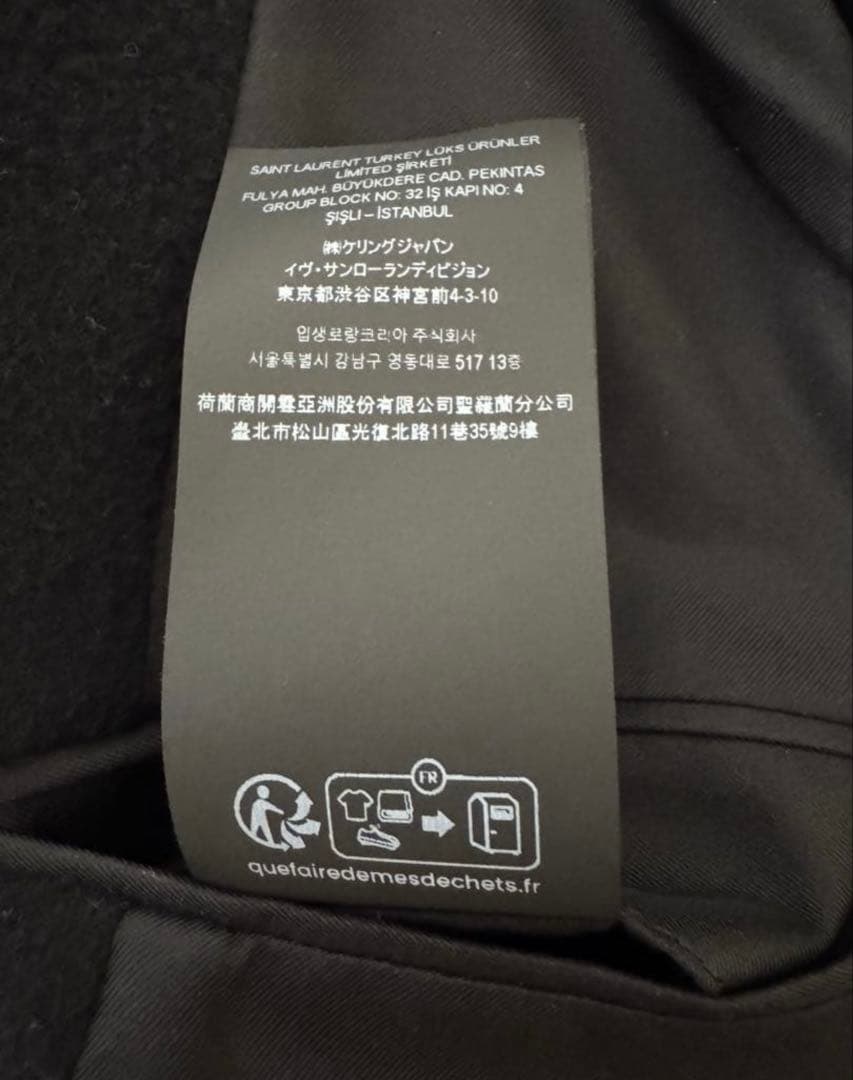 SAINT LAURENT TURKEY LÜKS ÜRÜNLER
LIMITED ŞIRKETİ
FULYA MAH. BÜYÜKDERE CAD. PEKINTAS
GROUP BLOCK NO: 32 İŞ KAPI NO: 4
ŞIŞLI – İSTANBUL
㈱ケリングジャパン
イヴ・サンローランディビジョン
東京都渋谷区神宮前4-3-10
입생로랑코리아 주식회사
서울특별시 강남구 영동대로 517 13층
荷蘭商開雲亞洲股份有限公司聖羅蘭分公司
臺北市松山區光復北路11巷35號9樓
FR
quefairedemesdechets.fr